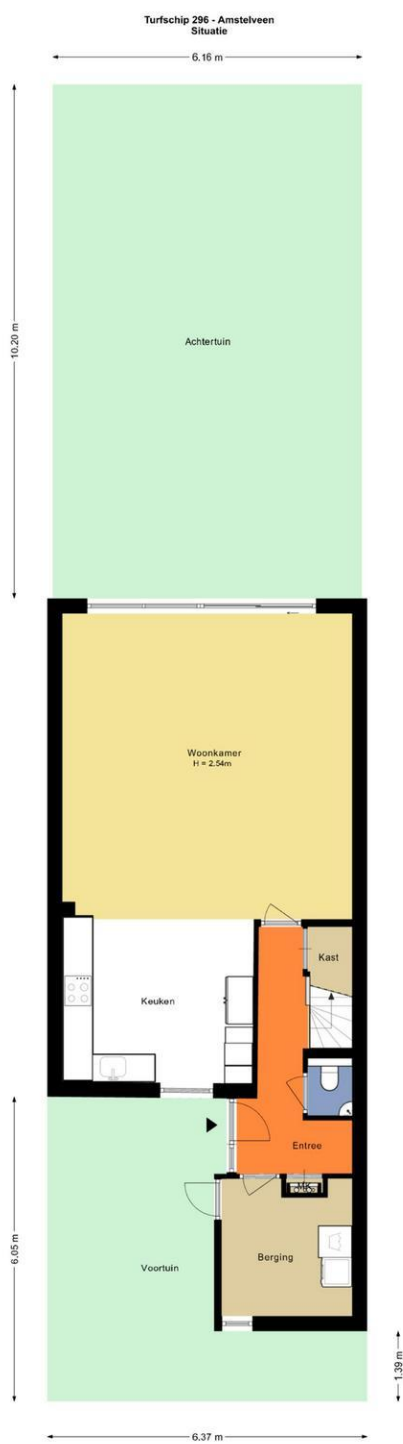 Turfschip 296 - Amstelveen
Situatie
6.16 m
10.20 m
Achtertuin
Woonkamer
H = 2.54m
Kast
Keuken
Entree
MK
6.05 m
Berging
Voortuin
1.39 m
6.37 m